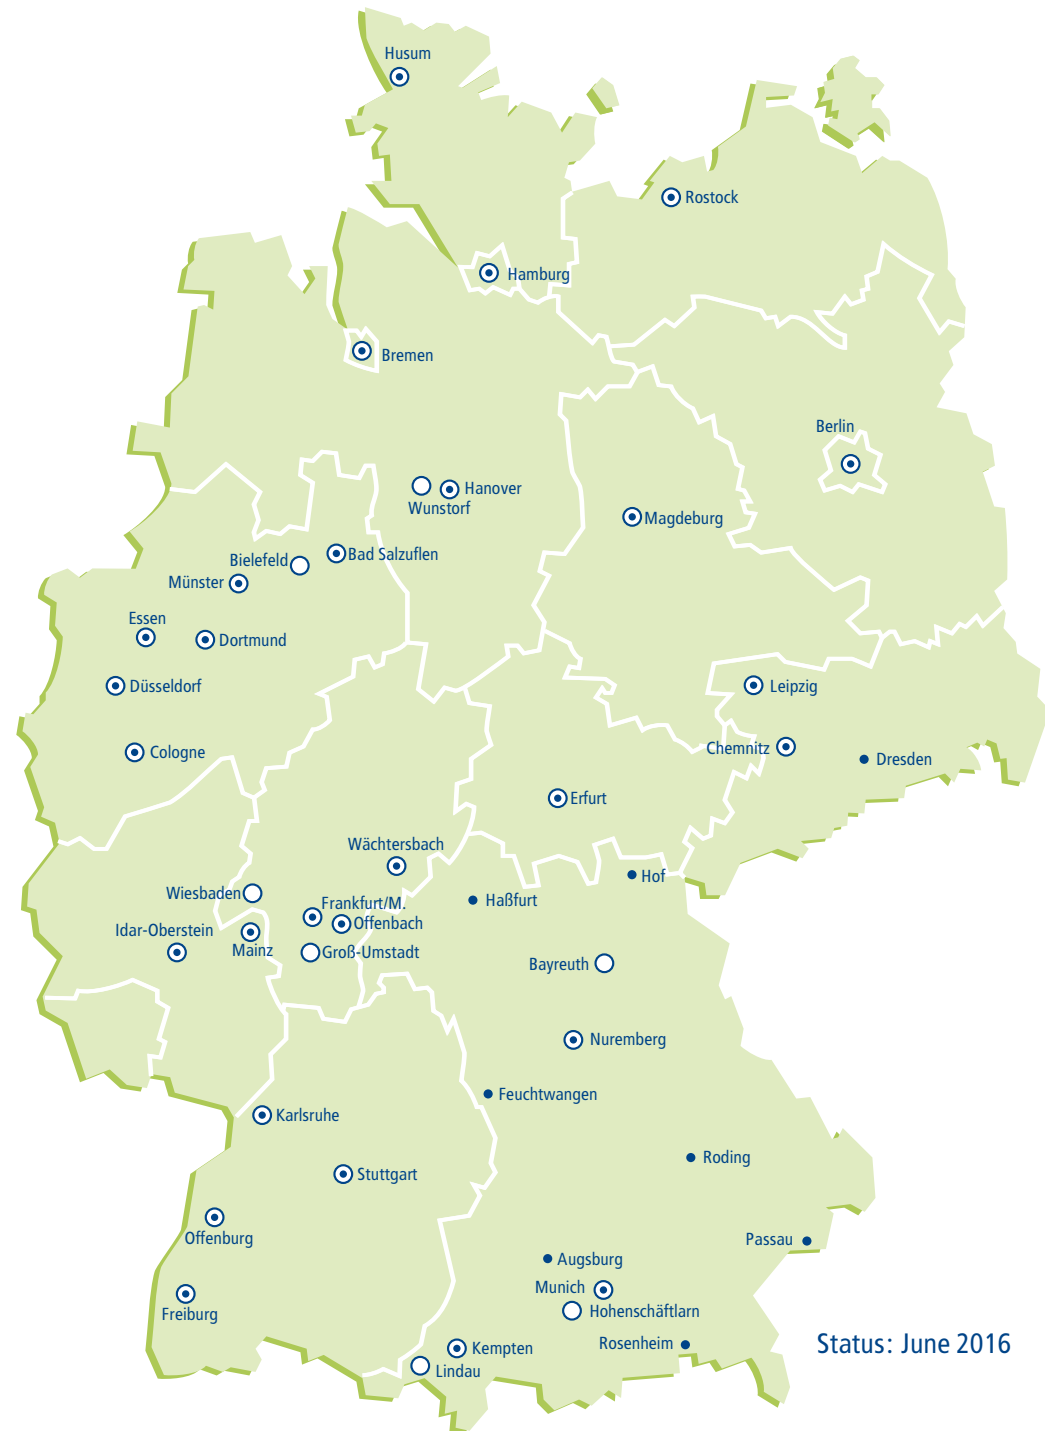 Husum
Rostock
Hamburg
Bremen
Berlin
Hanover
Wunstorf
Magdeburg
Bad Salzuflen
Bielefeld
Münster
Essen
Dortmund
Düsseldorf
Leipzig
Cologne
Chemnitz
Dresden
Erfurt
Wächtersbach
Hof
Wiesbaden
Haßfurt
Frankfurt/M.
Offenbach
Idar-Oberstein
Mainz
Groß-Umstadt
Bayreuth
Nuremberg
Feuchtwangen
Karlsruhe
Roding
Stuttgart
Offenburg
Passau
Augsburg
Munich
Hohenschäftlarn
Freiburg
Rosenheim
Status: June 2016
Kempten
Lindau